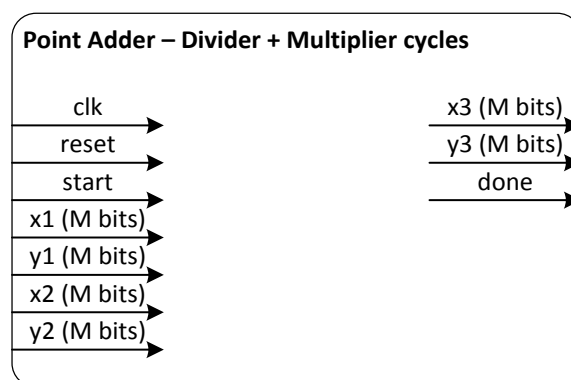 Point Adder – Divider + Multiplier cycles
clk
reset
start
x1 (M bits)
y1 (M bits)
x2 (M bits)
y2 (M bits)
x3 (M bits)
y3 (M bits)
done